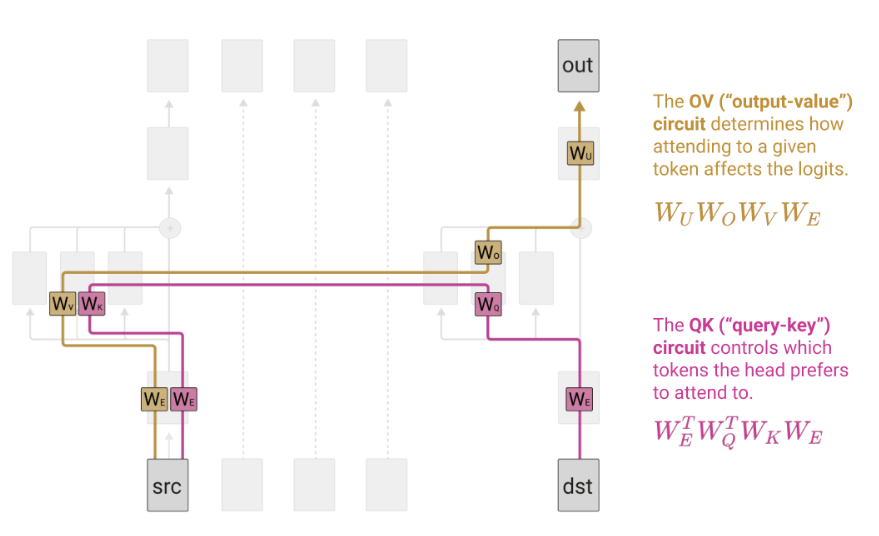 out
The OV (“output-value”)
circuit determines how
attending to a given
token affects the logits.
W_U
W_U W_O W_V W_E
W_O
W_V W_K
W_Q
The QK (“query-key”)
circuit controls which
tokens the head prefers
to attend to.
W_E W_E
W_E
W_E^T W_Q^T W_K W_E
src
dst